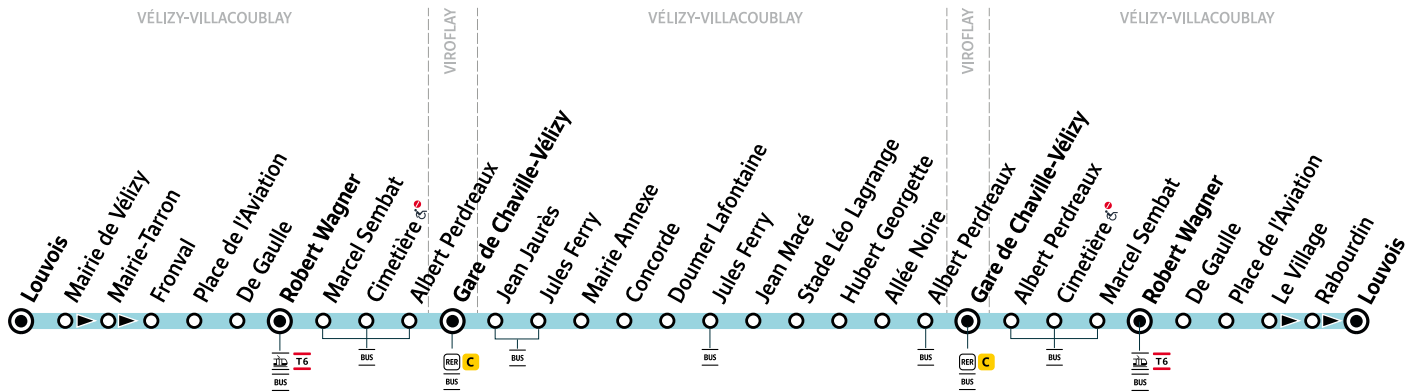 VÉLIZY-VILLACOUBLAY
VIROFLAY
VÉLIZY-VILLACOUBLAY
VIROFLAY
VÉLIZY-VILLACOUBLAY
Louvois
Mairie de Vélizy
Mairie-Tarron
Fronval
Place de l'Aviation
De Gaulle
Robert Wagner
Marcel Sembat
Cimetière
Albert Perdreaux
Gare de Chaville-Vélizy
Jean Jaurès
Jules Ferry
Mairie Annexe
Concorde
Doumer Lafontaine
Jules Ferry
Jean Macé
Stade Léo Lagrange
Hubert Georgette
Allée Noire
Albert Perdreaux
Gare de Chaville-Vélizy
Albert Perdreaux
Cimetière
Marcel Sembat
Robert Wagner
De Gaulle
Place de l'Aviation
Le Village
Rabourdin
Louvois
T6
BUS
BUS
RER C
BUS
BUS
BUS
BUS
RER C
BUS
BUS
T6
BUS